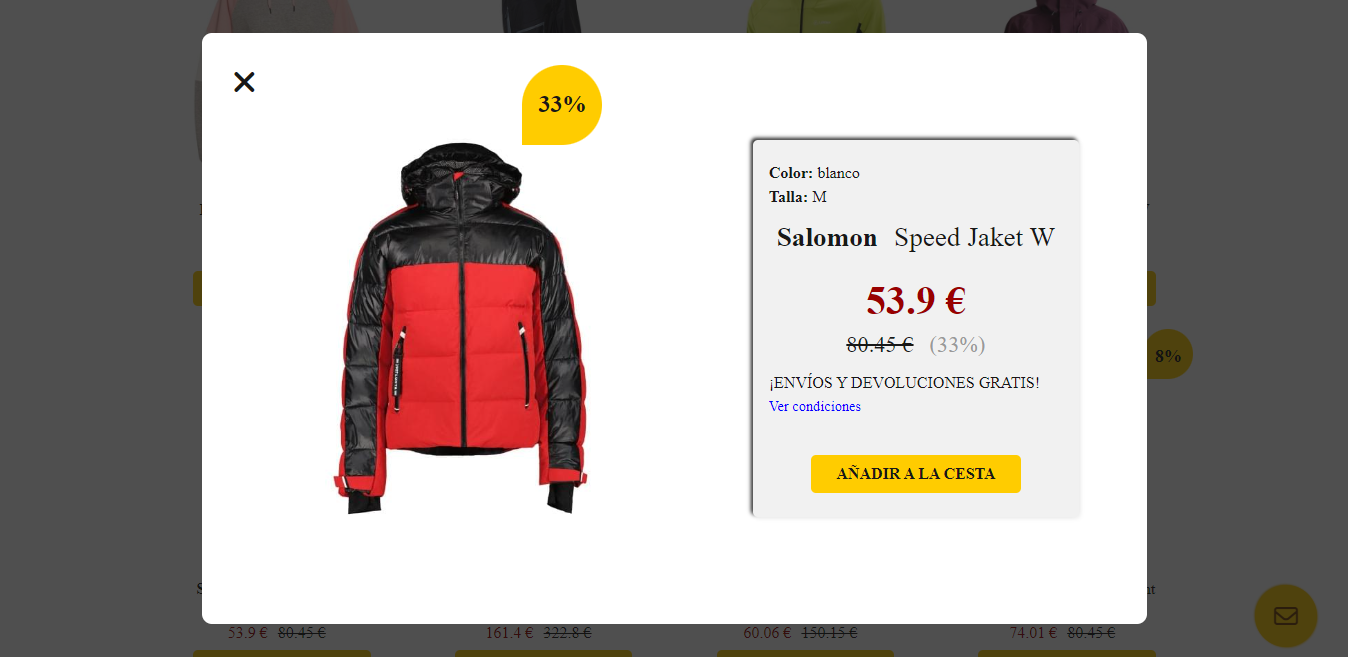 33%
Color: blanco
Talla: M
Salomon Speed Jaket W
53.9 €
80.45 € (33%)
¡ENVÍOS Y DEVOLUCIONES GRATIS!
Ver condiciones
AÑADIR A LA CESTA
8%
53.9 € 80.45 €
161.4 € 322.8 €
60.06 € 150.15 €
74.01 € 80.45 €